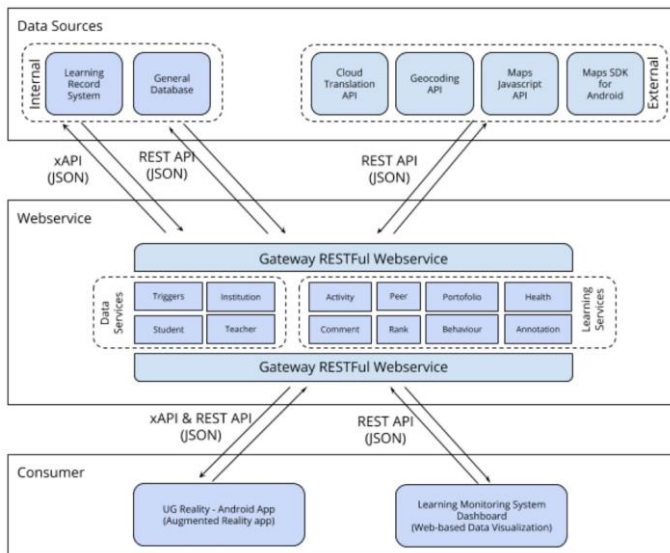 Data Sources
Internal
Learning
Record
System
General
Database
Cloud
Translation
API
Geocoding
API
Maps
Javascript
API
Maps SDK
for
Android
External
xAPI
(JSON)
REST API
(JSON)
REST API
(JSON)
Webservice
Gateway RESTFul Webservice
Data
Services
Triggers
Institution
Student
Teacher
Activity
Peer
Portofolio
Health
Comment
Rank
Behaviour
Annotation
Learning
Services
Gateway RESTFul Webservice
xAPI & REST API
(JSON)
REST API
(JSON)
Consumer
UG Reality - Android App
(Augmented Reality app)
Learning Monitoring System
Dashboard
(Web-based Data Visualization)